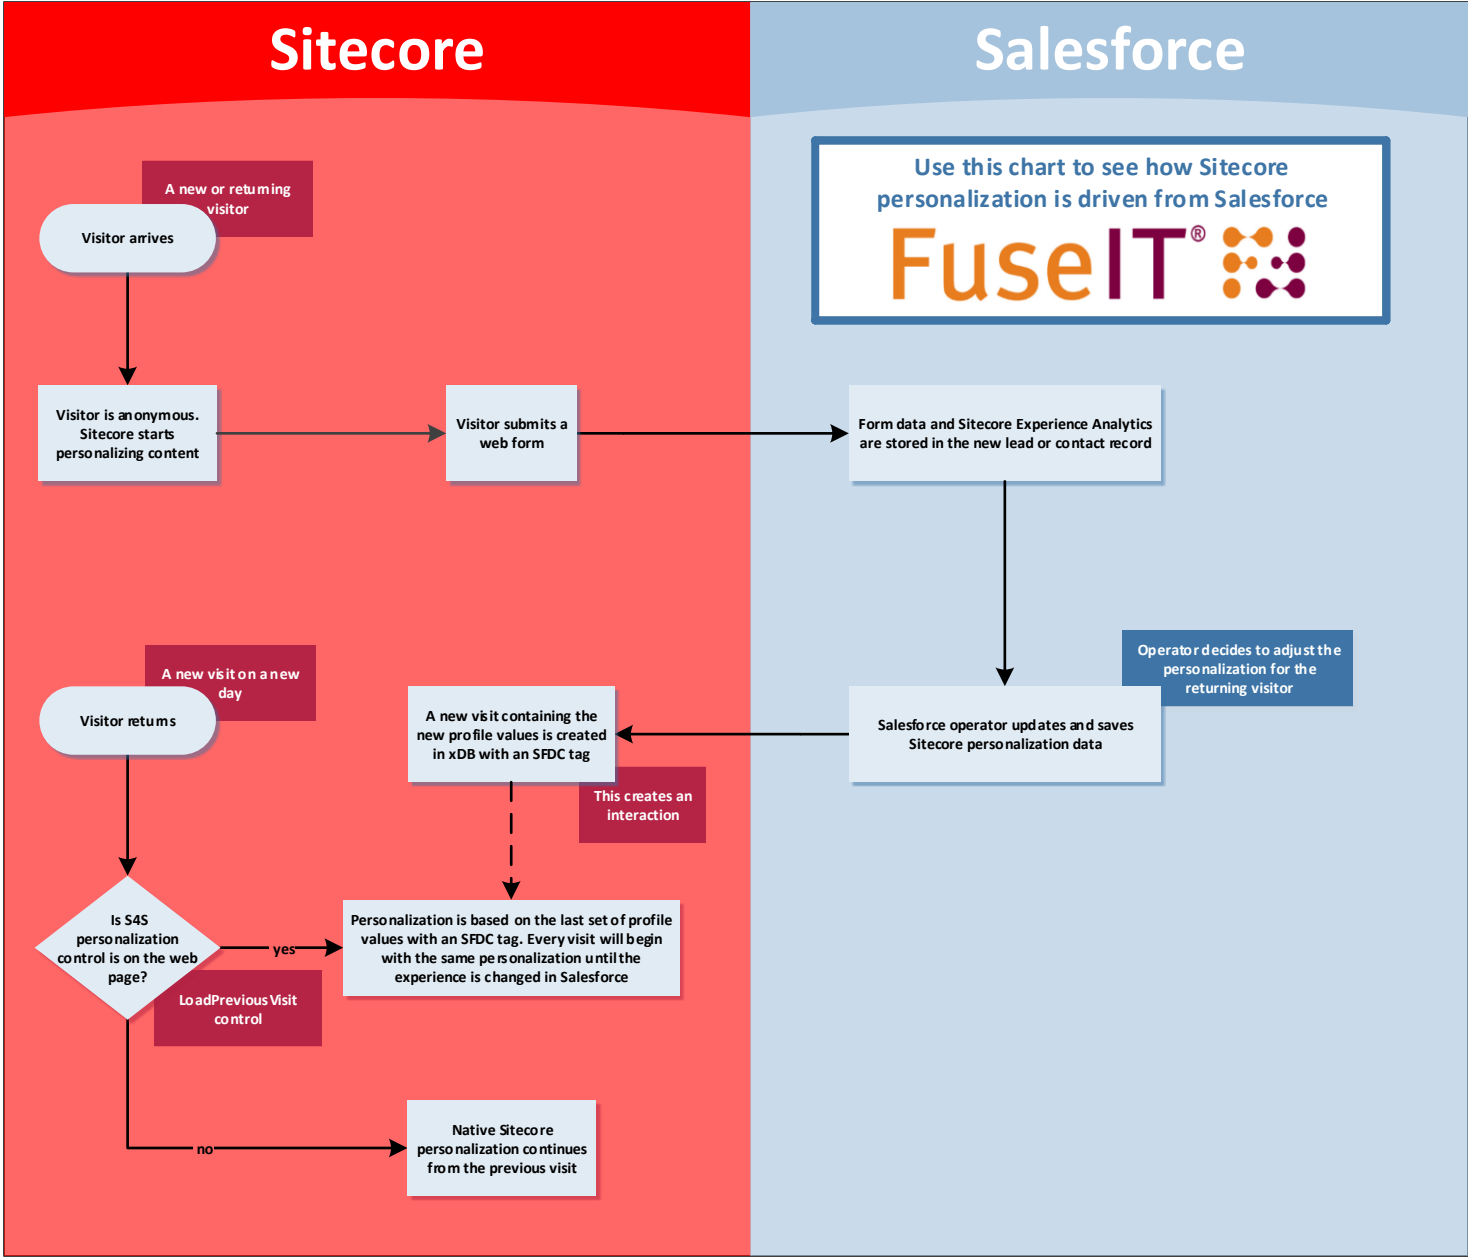 Sitecore
Salesforce
Use this chart to see how Sitecore
personalization is driven from Salesforce
FuseIT®
A new or returning
visitor
Visitor arrives
Visitor is anonymous.
Sitecore starts
personalizing content
Visitor submits a
web form
Form data and Sitecore Experience Analytics
are stored in the new lead or contact record
Operator decides to adjust the
personalization for the
returning visitor
Salesforce operator updates and saves
Sitecore personalization data
A new visit containing the
new profile values is created
in xDB with an SFDC tag
This creates an
interaction
A new visit on a new
day
Visitor returns
Is S4S
personalization
control is on the web
page?
LoadPreviousVisit
control
yes
Personalization is based on the last set of profile
values with an SFDC tag. Every visit will begin
with the same personalization until the
experience is changed in Salesforce
no
Native Sitecore
personalization continues
from the previous visit